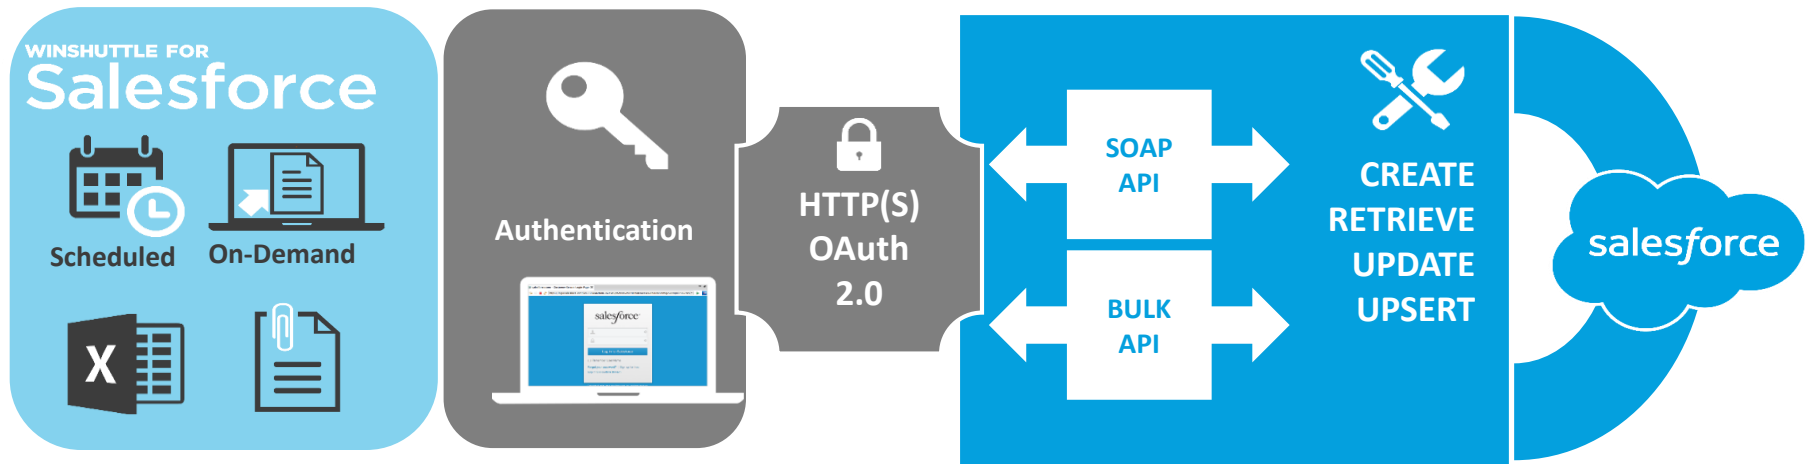 WINSHUTTLE FOR
Salesforce
Scheduled
On-Demand
X
Authentication
salesforce
HTTP(S)
OAuth
2.0
SOAP
API
BULK
API
CREATE
RETRIEVE
UPDATE
UPSERT
salesforce